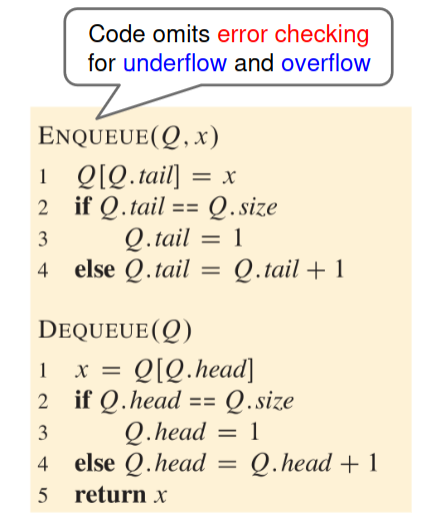 Code omits error checking
for underflow and overflow
ENQUEUE(Q, x)
1 Q[Q.tail] = x
2 if Q.tail == Q.size
3 Q.tail = 1
4 else Q.tail = Q.tail + 1
DEQUEUE(Q)
1 x = Q[Q.head]
2 if Q.head == Q.size
3 Q.head = 1
4 else Q.head = Q.head + 1
5 return x